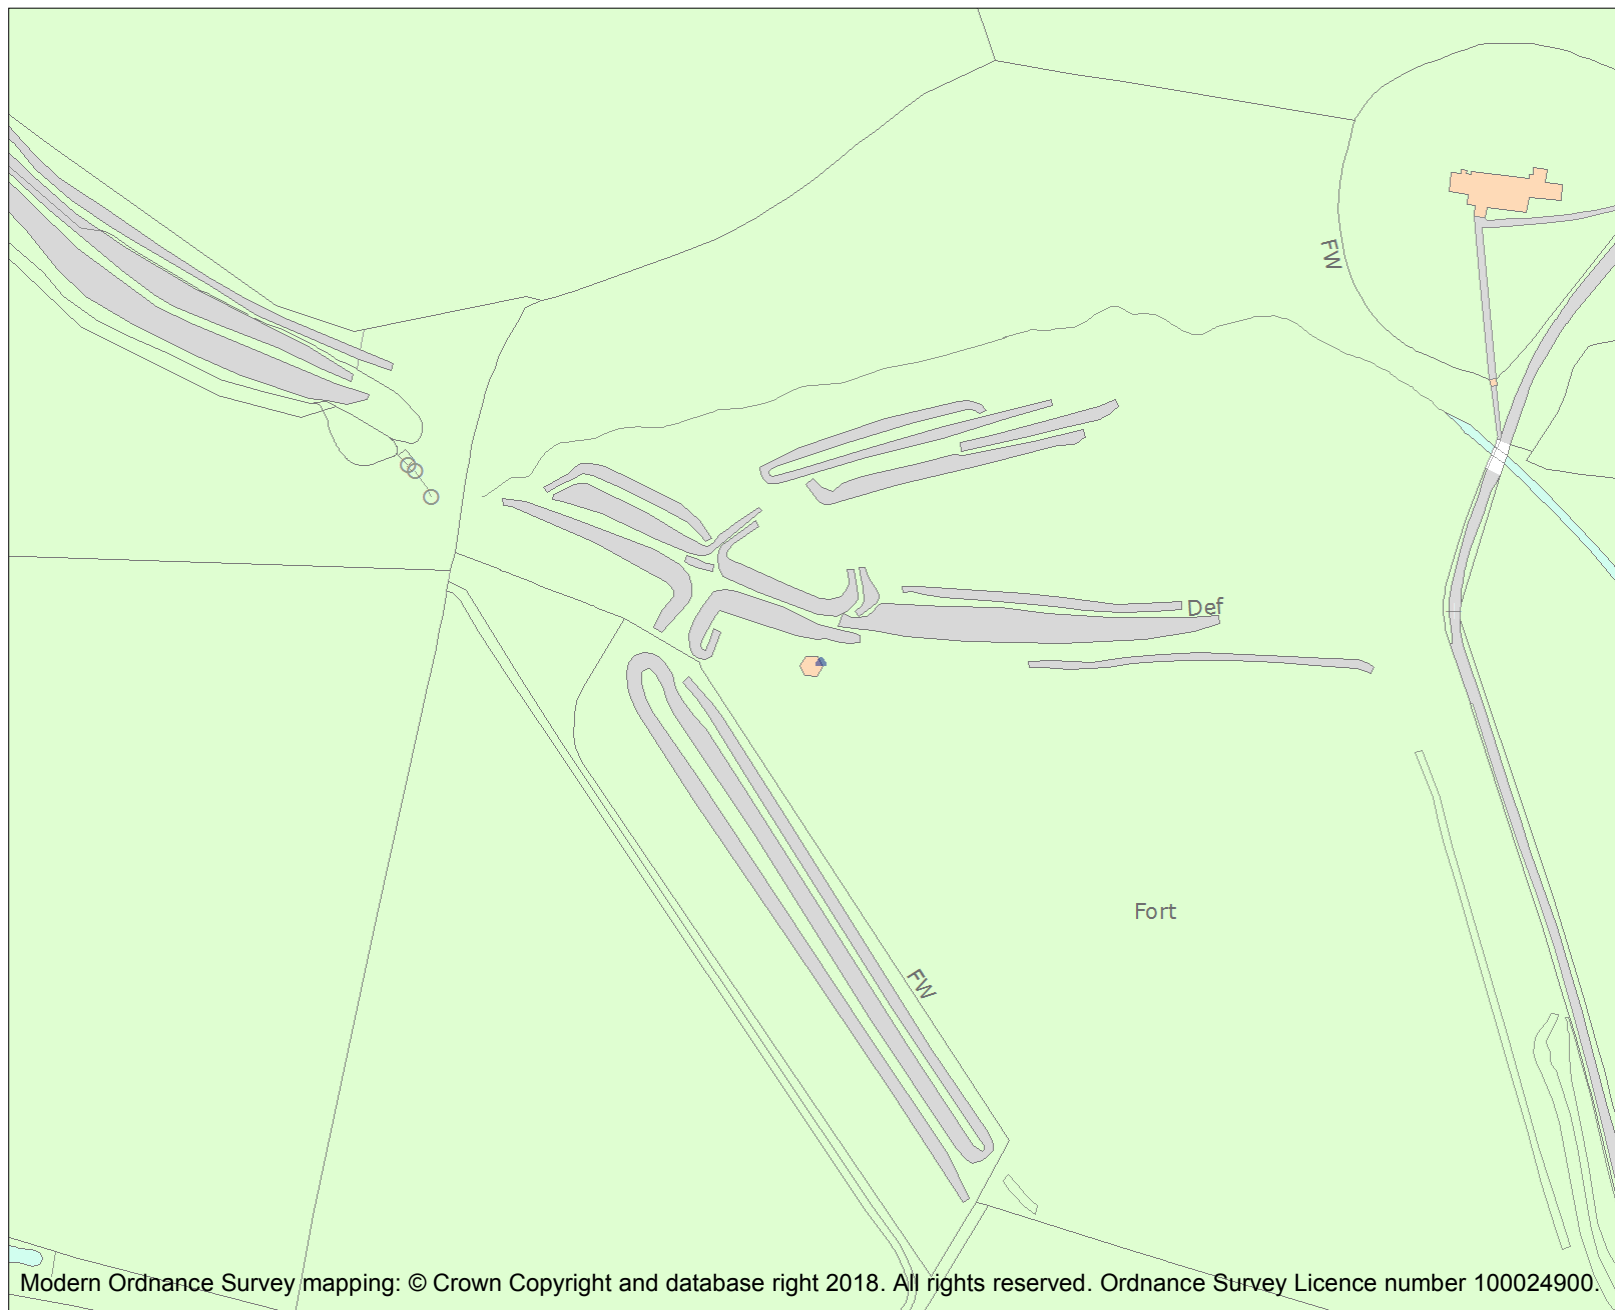 FW
Def
Fort
FW
Modern Ordnance Survey mapping: © Crown Copyright and database right 2018. All rights reserved. Ordnance Survey Licence number 100024900.